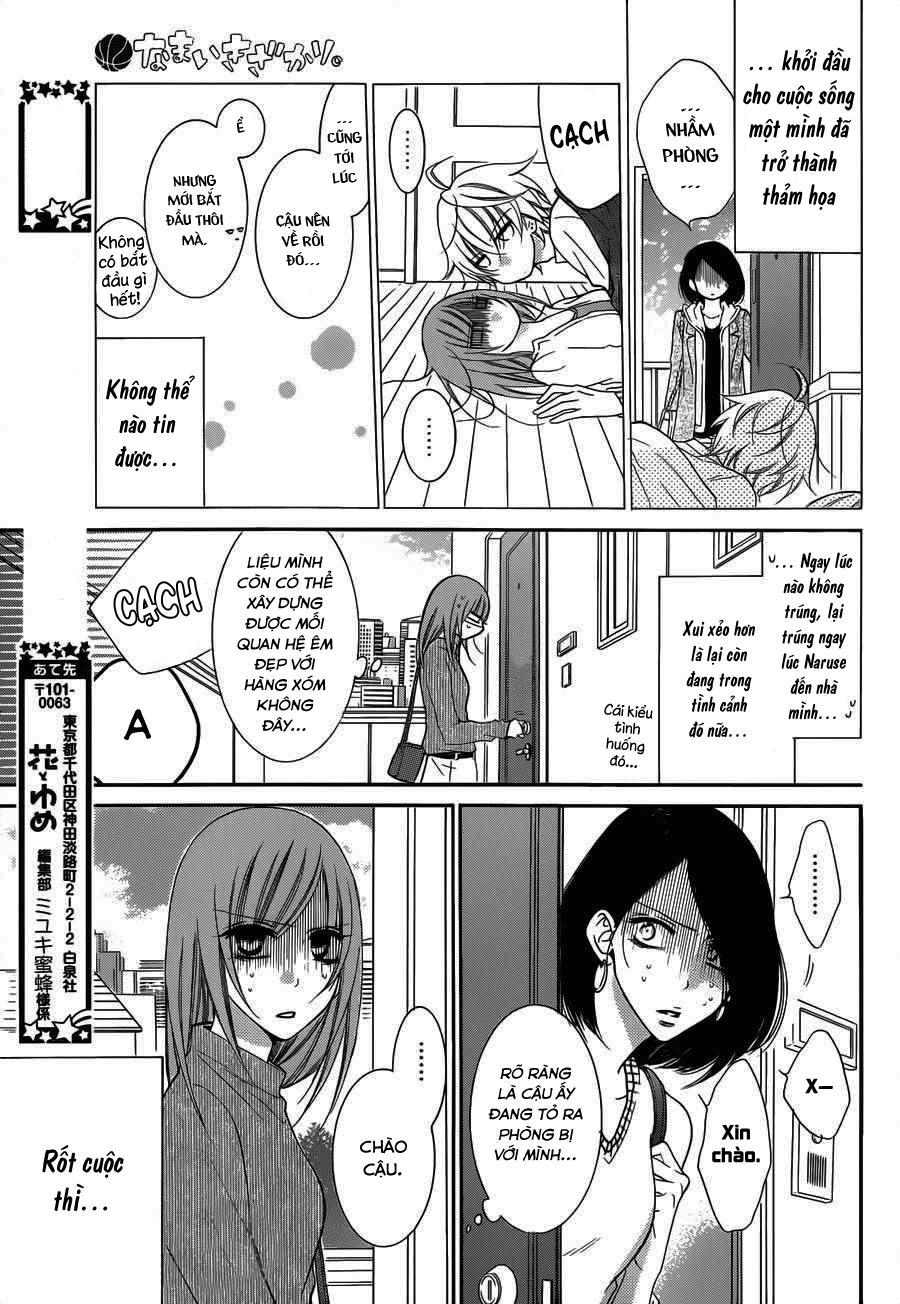 なまいきざかり。
... khởi đầu
cho cuộc sống
một mình đã
trở thành
thảm họa
...
NHẦM
PHÒNG
...
CẠCH
......
......
...
CŨNG
TỚI
LÚC
CẬU NÊN
VỀ RỒI
ĐÓ...
Ể
NHƯNG
MỚI BẮT
ĐẦU THÔI
MÀ.
Không
có bắt
đầu gì
hết!
Không thể
nào tin
được...
... Ngay lúc
nào không
trúng, lại
trúng ngay
lúc Naruse
đến nhà
mình...
Xui xẻo hơn
là lại còn
đang trong
tình cảnh
đó nữa...
Cái kiểu
tình
huống
đó...
LIỆU MÌNH
CÒN CÓ THỂ
XÂY DỰNG
ĐƯỢC MỐI
QUAN HỆ ÊM
ĐẸP VỚI
HÀNG XÓM
KHÔNG
ĐÂY...
CẠCH
A
あて先
〒101-
0063
東京都千代田区神田淡路町2-2-2 白泉社
花とゆめ 編集部 ミユキ蜜蜂様係
......
X–
Xin
chào.
RÕ RÀNG
LÀ CẬU ẤY
ĐANG TỎ RA
PHÒNG BỊ
VỚI MÌNH...
...
CHÀO
CẬU.
Rốt cuộc
thì...